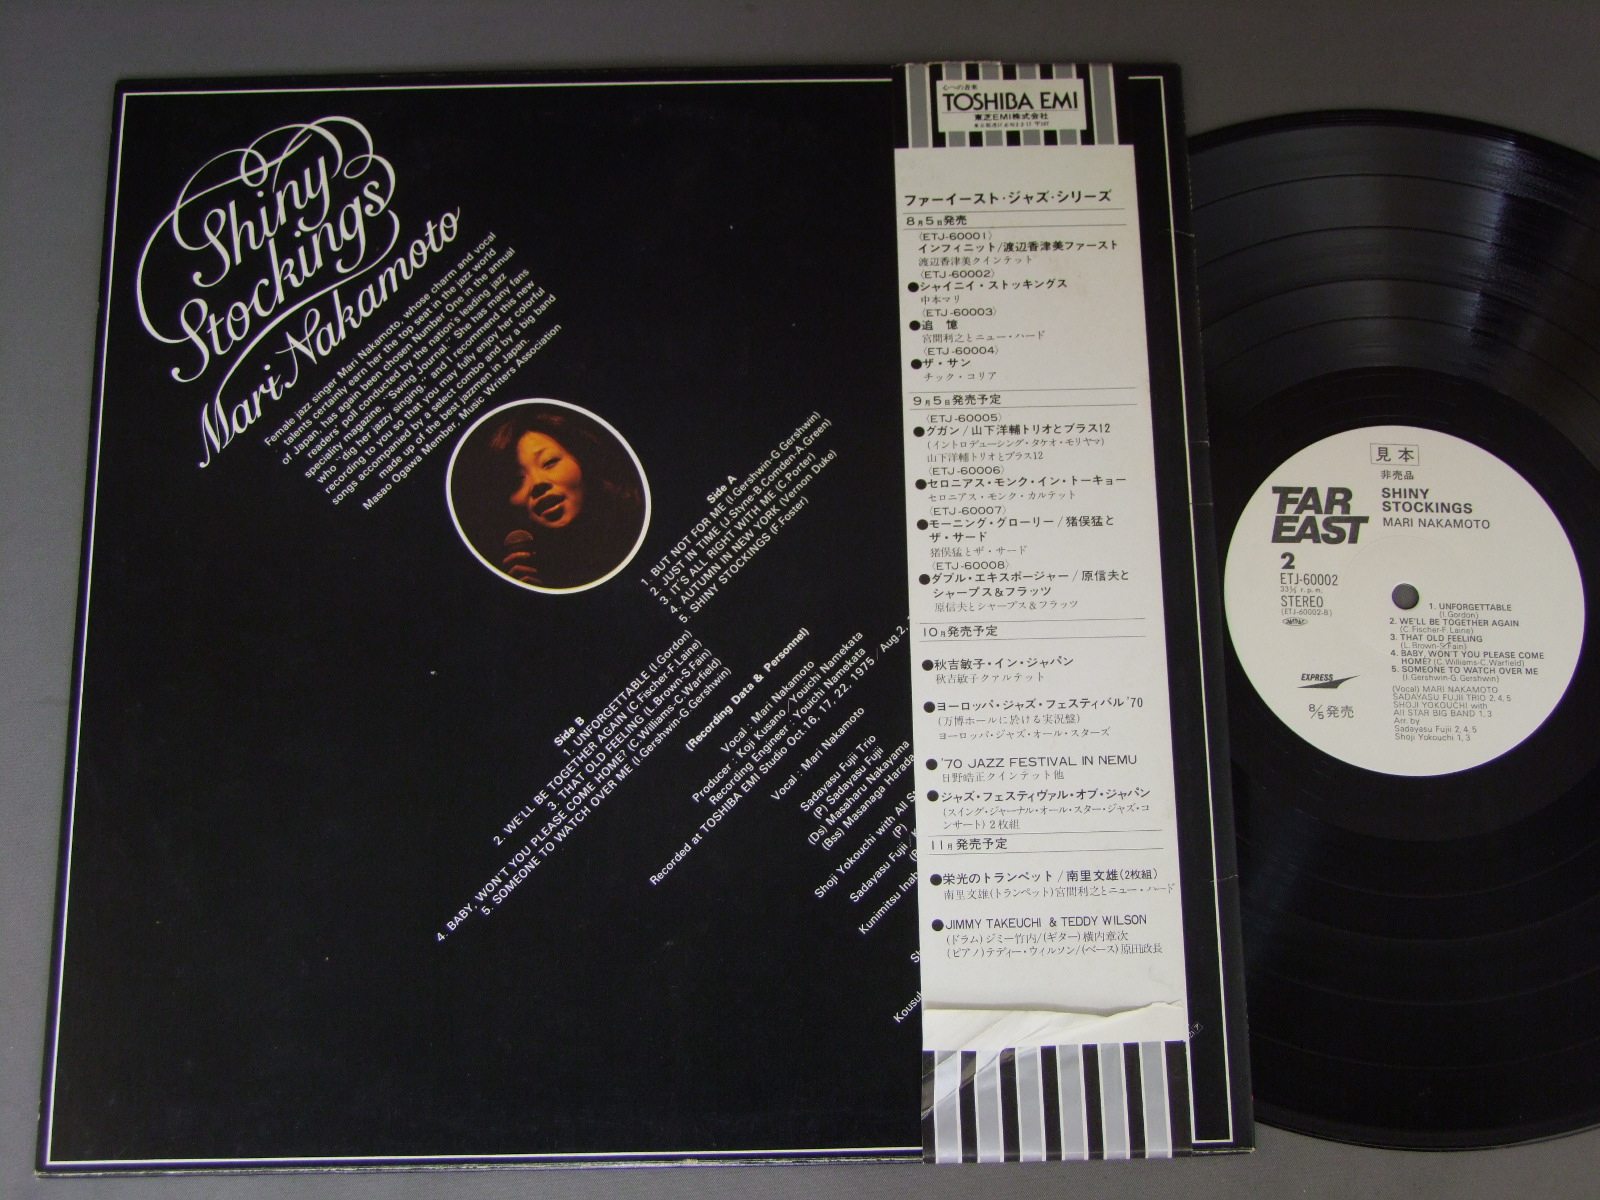 Shiny
Stockings
Mari Nakamoto
Female jazz singer Mari Nakamoto, whose charm and vocal
talents certainly earn her the top seat in the jazz world
of Japan, has again been chosen Number One in the annual
readers' poll conducted by the nation's leading jazz
speciality magazine, "Swing Journal." She has many fans
who "dig her jazzy singing," and I recommend this new
recording to you so that you may fully enjoy her colorful
songs accompanied by a select combo and by a big band
made up of the best jazzmen in Japan.
Masao Ogawa Member, Music Writers Association
Side A
1. BUT NOT FOR ME (I.Gershwin-G.Gershwin)
2. JUST IN TIME (J Styne-B.Comden-A.Green)
3. IT'S ALL RIGHT WITH ME (C.Porter)
4. AUTUMN IN NEW YORK (Vernon Duke)
5. SHINY STOCKINGS (F Foster)
Side B
1. UNFORGETTABLE (I.Gordon)
2. WE'LL BE TOGETHER AGAIN (C.Fischer-F.Laine)
3. THAT OLD FEELING (L.Brown-S.Fain)
4. BABY, WON'T YOU PLEASE COME HOME? (C.Williams-C.Warfield)
5. SOMEONE TO WATCH OVER ME (I.Gershwin-G.Gershwin)
(Recording Data & Personnel)
Vocal : Mari Nakamoto
Producer : Koji Kusano / Youichi Namekata
Recording Engineer : Youichi Namekata
Recorded at TOSHIBA EMI Studio Oct.16, 17, 22, 1975 / Aug 2,
Vocal : Mari Nakamoto
Sadayasu Fujii Trio
(P) Sadayasu Fujii
(Ds) Masaharu Nakayama
(Bss) Masanaga Harada
Shoji Yokouchi with All
(P)
Sadayasu Fujii /
Kunimitsu Inab
心への音楽
TOSHIBA EMI
東芝EMI株式会社
ファーイースト・ジャズ・シリーズ
8月5日発売
〈ETJ-60001〉
インフィニット/渡辺香津美ファースト
渡辺香津美クインテット
〈ETJ-60002〉
●シャイニイ・ストッキングス
中本マリ
〈ETJ-60003〉
●追 憶
宮間利之とニュー・ハード
〈ETJ-60004〉
●ザ・サン
チック・コリア
9月5日発売予定
〈ETJ-60005〉
●グガン/山下洋輔トリオとブラス12
(イントロデューシング・タケオ・モリヤマ)
山下洋輔トリオとブラス12
〈ETJ-60006〉
●セロニアス・モンク・イン・トーキョー
セロニアス・モンク・カルテット
〈ETJ-60007〉
●モーニング・グローリー/猪俣猛と
ザ・サード
猪俣猛とザ・サード
〈ETJ-60008〉
●ダブル・エキスポージャー/原信夫と
シャープス&フラッツ
原信夫とシャープス&フラッツ
10月発売予定
●秋吉敏子・イン・ジャパン
秋吉敏子クァルテット
●ヨーロッパ・ジャズ・フェスティバル'70
(万博ホールに於ける実況盤)
ヨーロッパ・ジャズ・オール・スターズ
●'70 JAZZ FESTIVAL IN NEMU
日野皓正クインテット他
●ジャズ・フェスティヴァル・オブ・ジャパン
(スイング・ジャーナル・オール・スター・ジャズ・コ
ンサート)2枚組
11月発売予定
●栄光のトランペット/南里文雄(2枚組)
南里文雄(トランペット)宮間利之とニュー・ハード
●JIMMY TAKEUCHI & TEDDY WILSON
(ドラム)ジミー竹内/(ギター)横内章次
(ピアノ)テディー・ウィルソン/(ベース)原田政長
見本
非売品
FAR
EAST
SHINY
STOCKINGS
MARI NAKAMOTO
2
ETJ-60002
33⅓ r.p.m.
STEREO
(ETJ-60002-B)
1. UNFORGETTABLE
(I.Gordon)
2. WE'LL BE TOGETHER AGAIN
(C.Fischer-F.Laine)
3. THAT OLD FEELING
(L.Brown-S.Fain)
4. BABY, WON'T YOU PLEASE COME
HOME? (C.Williams-C.Warfield)
5. SOMEONE TO WATCH OVER ME
(I.Gershwin-G.Gershwin)
(Vocal) MARI NAKAMOTO
SADAYASU FUJII TRIO 2, 4, 5
SHOJI YOKOUCHI with
All STAR BIG BAND 1, 3
Arr. by
Sadayasu Fujii 2, 4, 5
Shoji Yokouchi 1, 3
EXPRESS
8/5発売